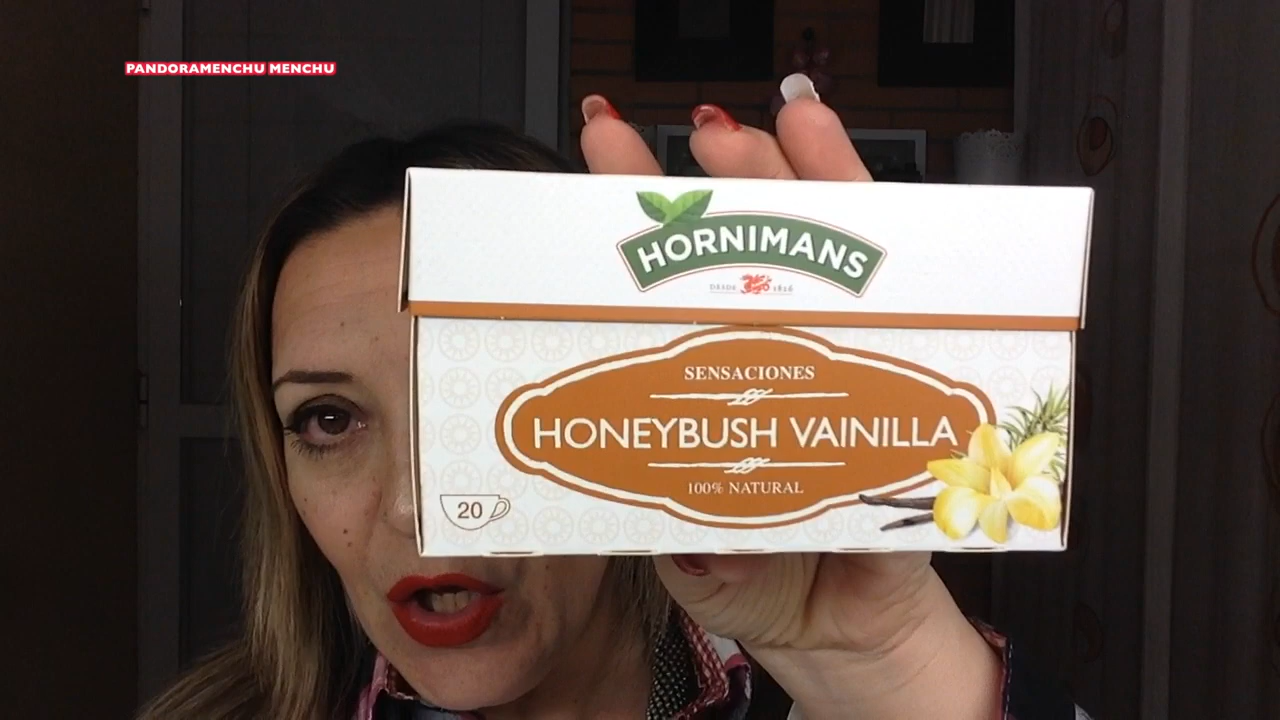 PANDORAMENCHU MENCHU
HORNIMANS
DESDE 1826
SENSACIONES
HONEYBUSH VAINILLA
100% NATURAL
20